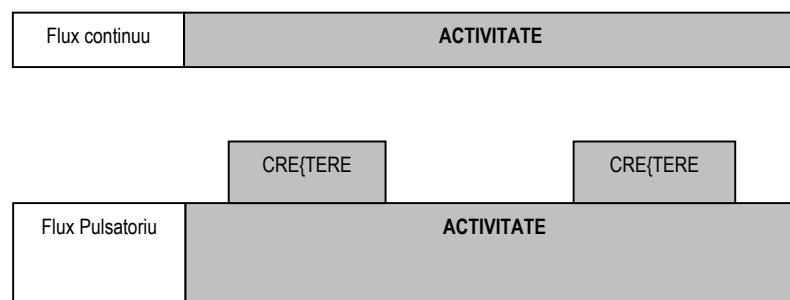 Flux continuu
ACTIVITATE
CRE{TERE
CRE{TERE
Flux Pulsatoriu
ACTIVITATE